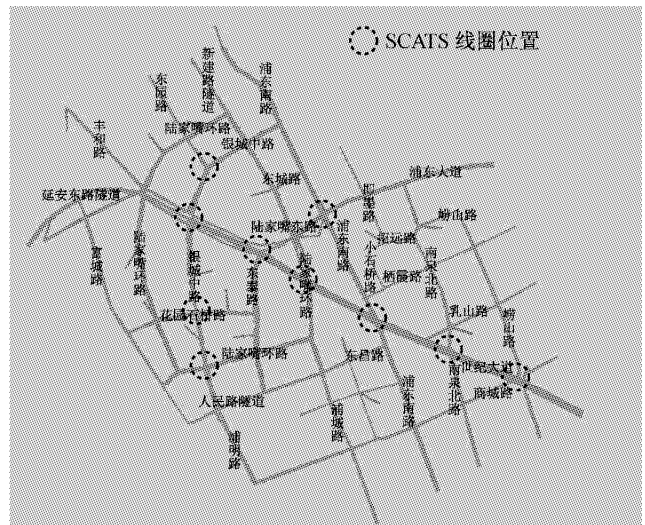 SCATS 线圈位置
新建路隧道
浦东南路
东园路
丰和路
陆家嘴环路
银城中路
东城路
浦东大道
即墨路
延安东路隧道
崂山路
陆家嘴东路
浦东南路
小石桥路
陆家嘴环路
富城路
银城中路
东泰路
陆家嘴环路
南泉北路
栖霞路
花园石桥路
乳山路
崂山路
陆家嘴环路
东昌路
世纪大道
南泉北路
商城路
人民路隧道
浦城路
浦东南路
浦明路